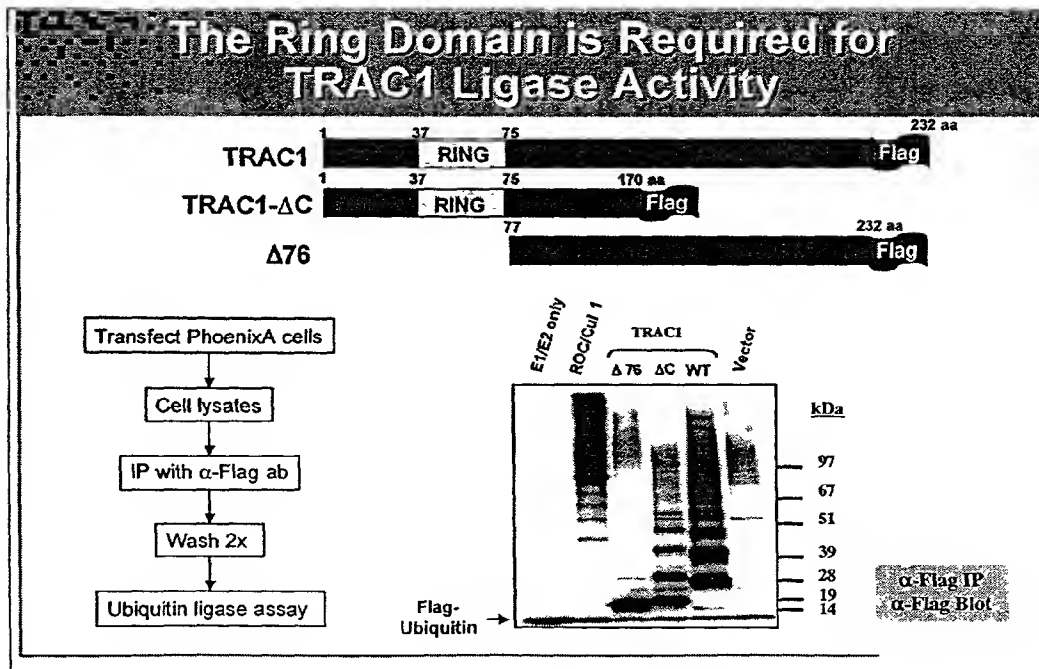 The Ring Domain is Required for
TRAC1 Ligase Activity
1 37 75 232 aa
TRAC1 RING Flag
1 37 75 170 aa
TRAC1-ΔC RING Flag
77 232 aa
Δ76 Flag
Transfect PhoenixA cells
Cell lysates
IP with α-Flag ab
Wash 2x
Ubiquitin ligase assay
E1/E2 only
ROC/Cul 1
TRAC1
Δ 76 ΔC WT
Vector
kDa
97
67
51
39
28
19
14
Flag-
Ubiquitin
α-Flag IP
α-Flag Blot